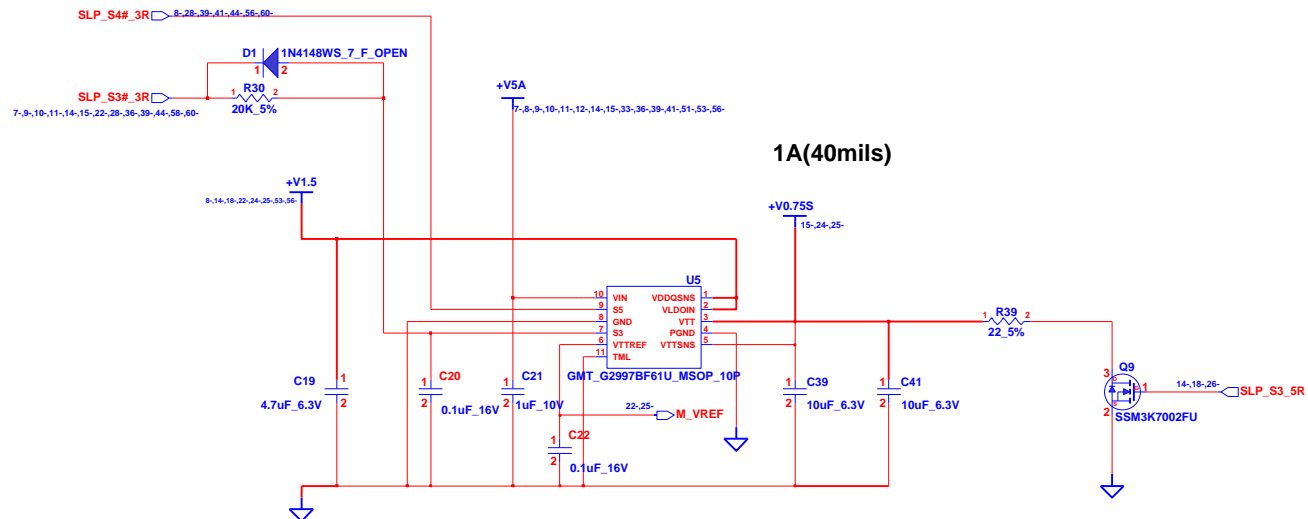 SLP_S4#_3R 8-,28-,39-,41-,44-,56-,60-
D1 1N4148WS_7_F_OPEN
1 2
R30
SLP_S3#_3R 1 2
20K_5%
7-,9-,10-,11-,14-,15-,22-,28-,36-,39-,44-,58-,60-
+V5A
7-,8-,9-,10-,11-,12-,14-,15-,33-,36-,39-,41-,51-,53-,56-
1A(40mils)
+V1.5
8-,14-,18-,22-,24-,25-,53-,56-
+V0.75S
15-,24-,25-
U5
10 VIN VDDQSNS 1
9 S5 VLDOIN 2
8 GND VTT 3
7 S3 PGND 4
6 VTTREF VTTSNS 5
11 TML
GMT_G2997BF61U_MSOP_10P
1 R39 2
22_5%
C19 1
2
4.7uF_6.3V
1 C20
2
0.1uF_16V
1 C21
2
1uF_10V
22-,25-
M_VREF
1 C22
2
0.1uF_16V
1 C39
2
10uF_6.3V
1 C41
2
10uF_6.3V
Q9
3 D
G 1
S
2
SSM3K7002FU
14-,18-,26-
SLP_S3_5R